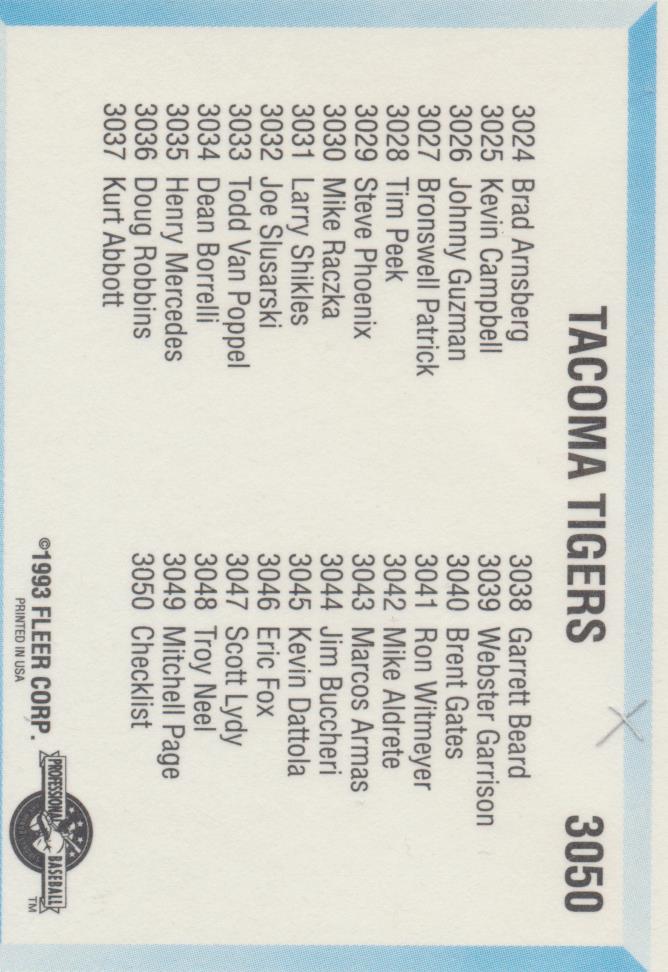 TACOMA TIGERS 3050
3024 Brad Arnsberg
3025 Kevin Campbell
3026 Johnny Guzman
3027 Bronswell Patrick
3028 Tim Peek
3029 Steve Phoenix
3030 Mike Raczka
3031 Larry Shikles
3032 Joe Slusarski
3033 Todd Van Poppel
3034 Dean Borrelli
3035 Henry Mercedes
3036 Doug Robbins
3037 Kurt Abbott
3038 Garrett Beard
3039 Webster Garrison
3040 Brent Gates
3041 Ron Witmeyer
3042 Mike Aldrete
3043 Marcos Armas
3044 Jim Buccheri
3045 Kevin Dattola
3046 Eric Fox
3047 Scott Lydy
3048 Troy Neel
3049 Mitchell Page
3050 Checklist
©1993 FLEER CORP.
PRINTED IN USA
PROFESSIONAL BASEBALL TM